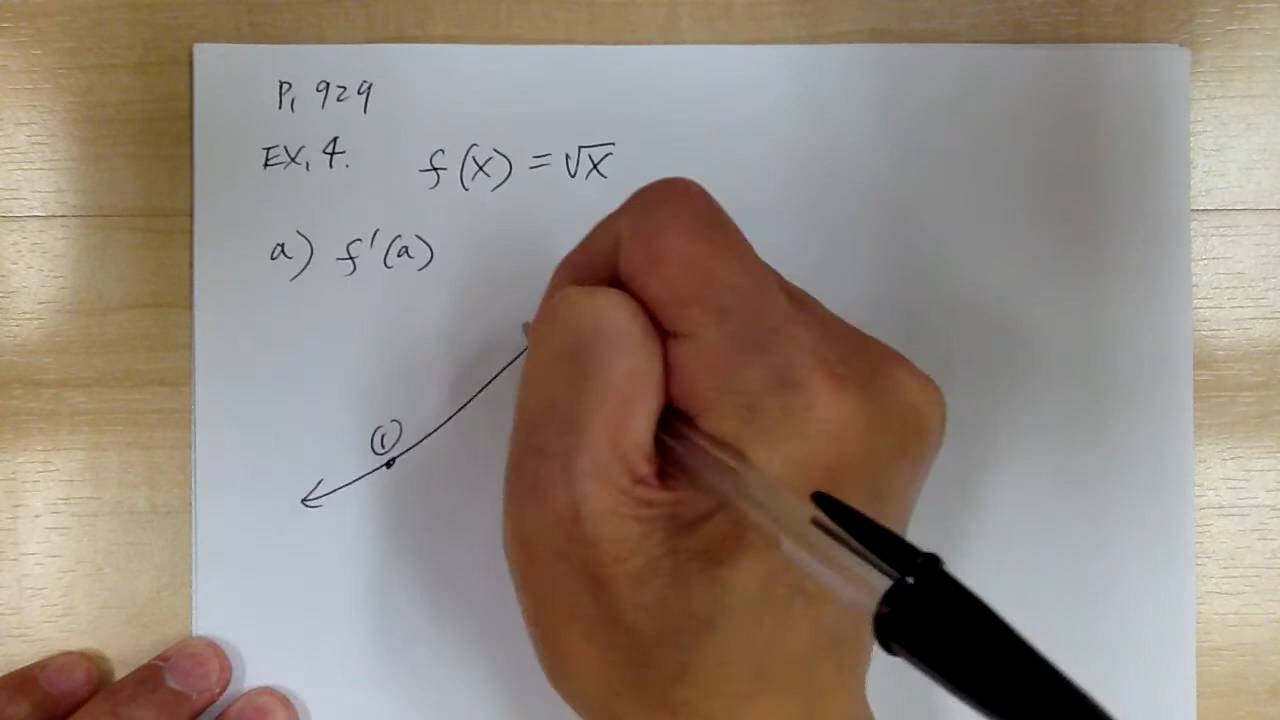 P. 929
EX. 4. f(x) = √x
a) f'(a)
①